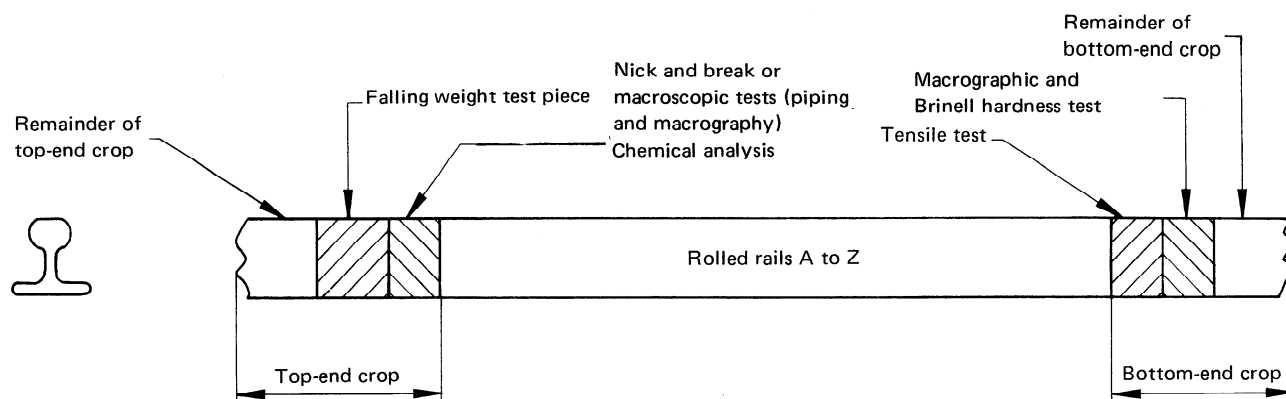 Remainder of
top-end crop
Falling weight test piece
Nick and break or
macroscopic tests (piping
and macrography)
Chemical analysis
Remainder of
bottom-end crop
Macrographic and
Brinell hardness test
Tensile test
Rolled rails A to Z
Top-end crop
Bottom-end crop